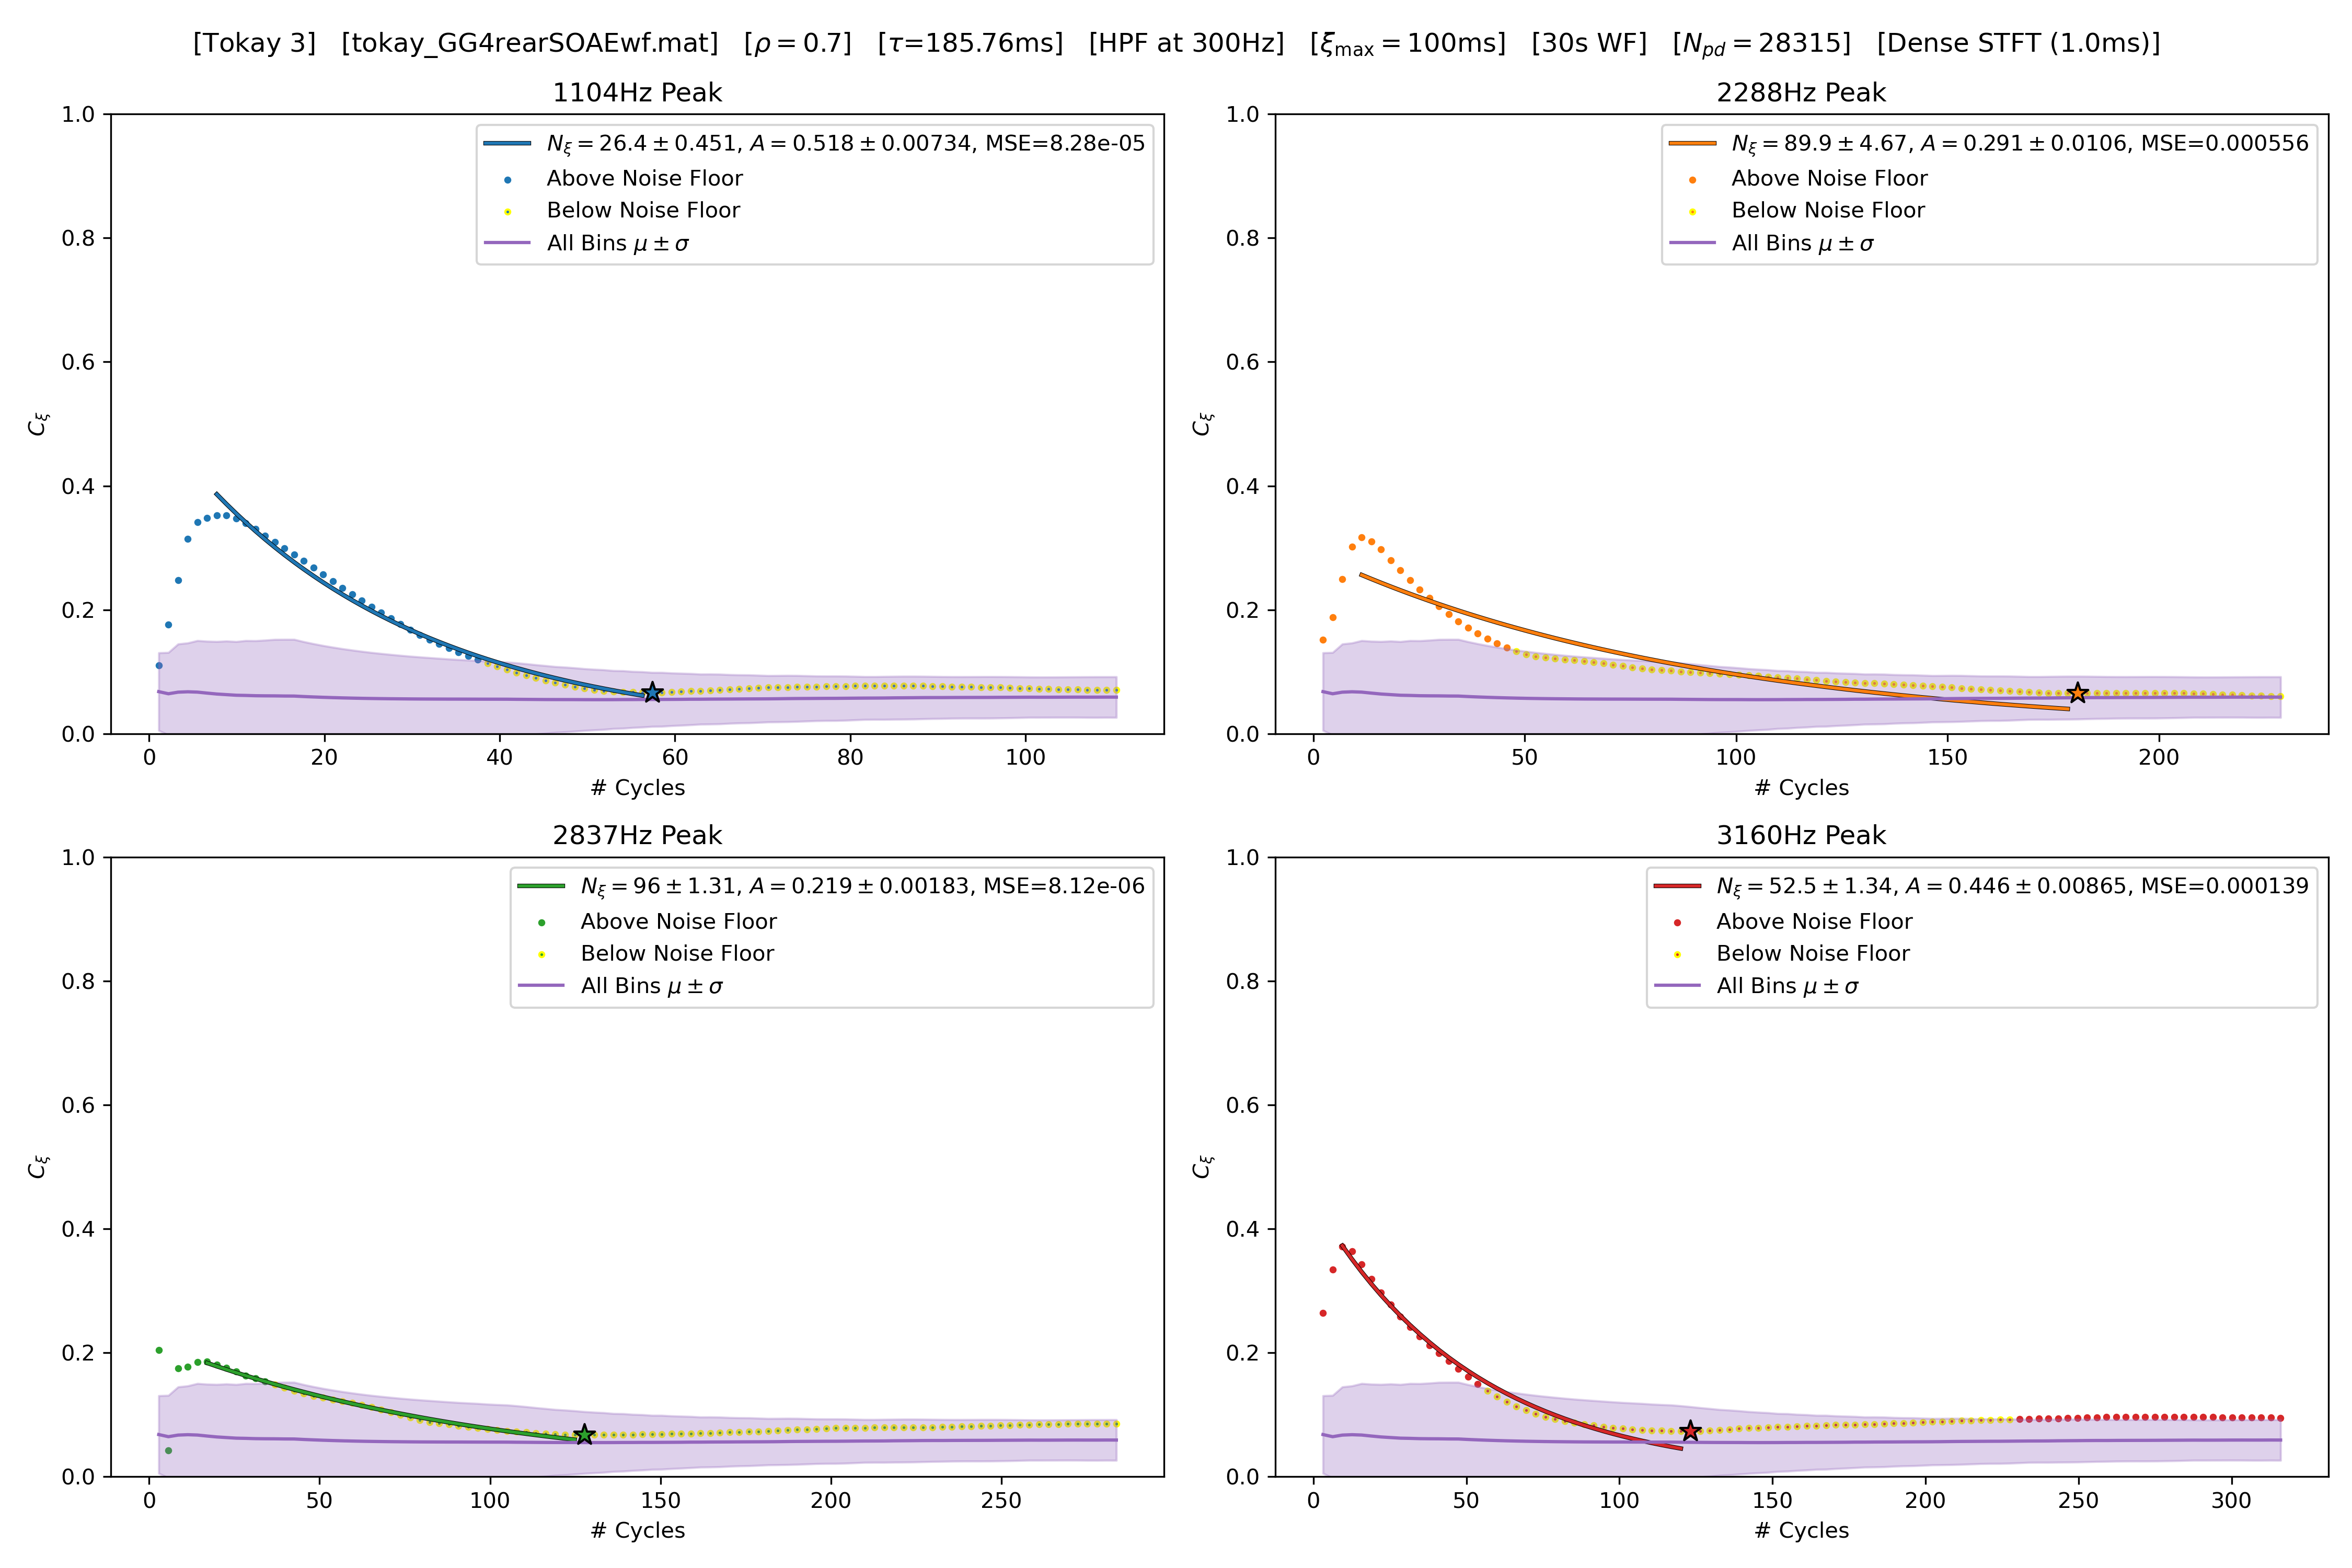 [Tokay 3] [tokay_GG4rearSOAEwf.mat] [ρ = 0.7] [τ=185.76ms] [HPF at 300Hz] [ξmax = 100ms] [30s WF] [Npd = 28315] [Dense STFT (1.0ms)]
1104Hz Peak
Nξ = 26.4 ± 0.451, A = 0.518 ± 0.00734, MSE=8.28e-05
Above Noise Floor
Below Noise Floor
All Bins μ ± σ
1.0
0.8
0.6
0.4
0.2
0.0
Cξ
0 20 40 60 80 100
# Cycles
2288Hz Peak
Nξ = 89.9 ± 4.67, A = 0.291 ± 0.0106, MSE=0.000556
Above Noise Floor
Below Noise Floor
All Bins μ ± σ
1.0
0.8
0.6
0.4
0.2
0.0
Cξ
0 50 100 150 200
# Cycles
2837Hz Peak
Nξ = 96 ± 1.31, A = 0.219 ± 0.00183, MSE=8.12e-06
Above Noise Floor
Below Noise Floor
All Bins μ ± σ
1.0
0.8
0.6
0.4
0.2
0.0
Cξ
0 50 100 150 200 250
# Cycles
3160Hz Peak
Nξ = 52.5 ± 1.34, A = 0.446 ± 0.00865, MSE=0.000139
Above Noise Floor
Below Noise Floor
All Bins μ ± σ
1.0
0.8
0.6
0.4
0.2
0.0
Cξ
0 50 100 150 200 250 300
# Cycles